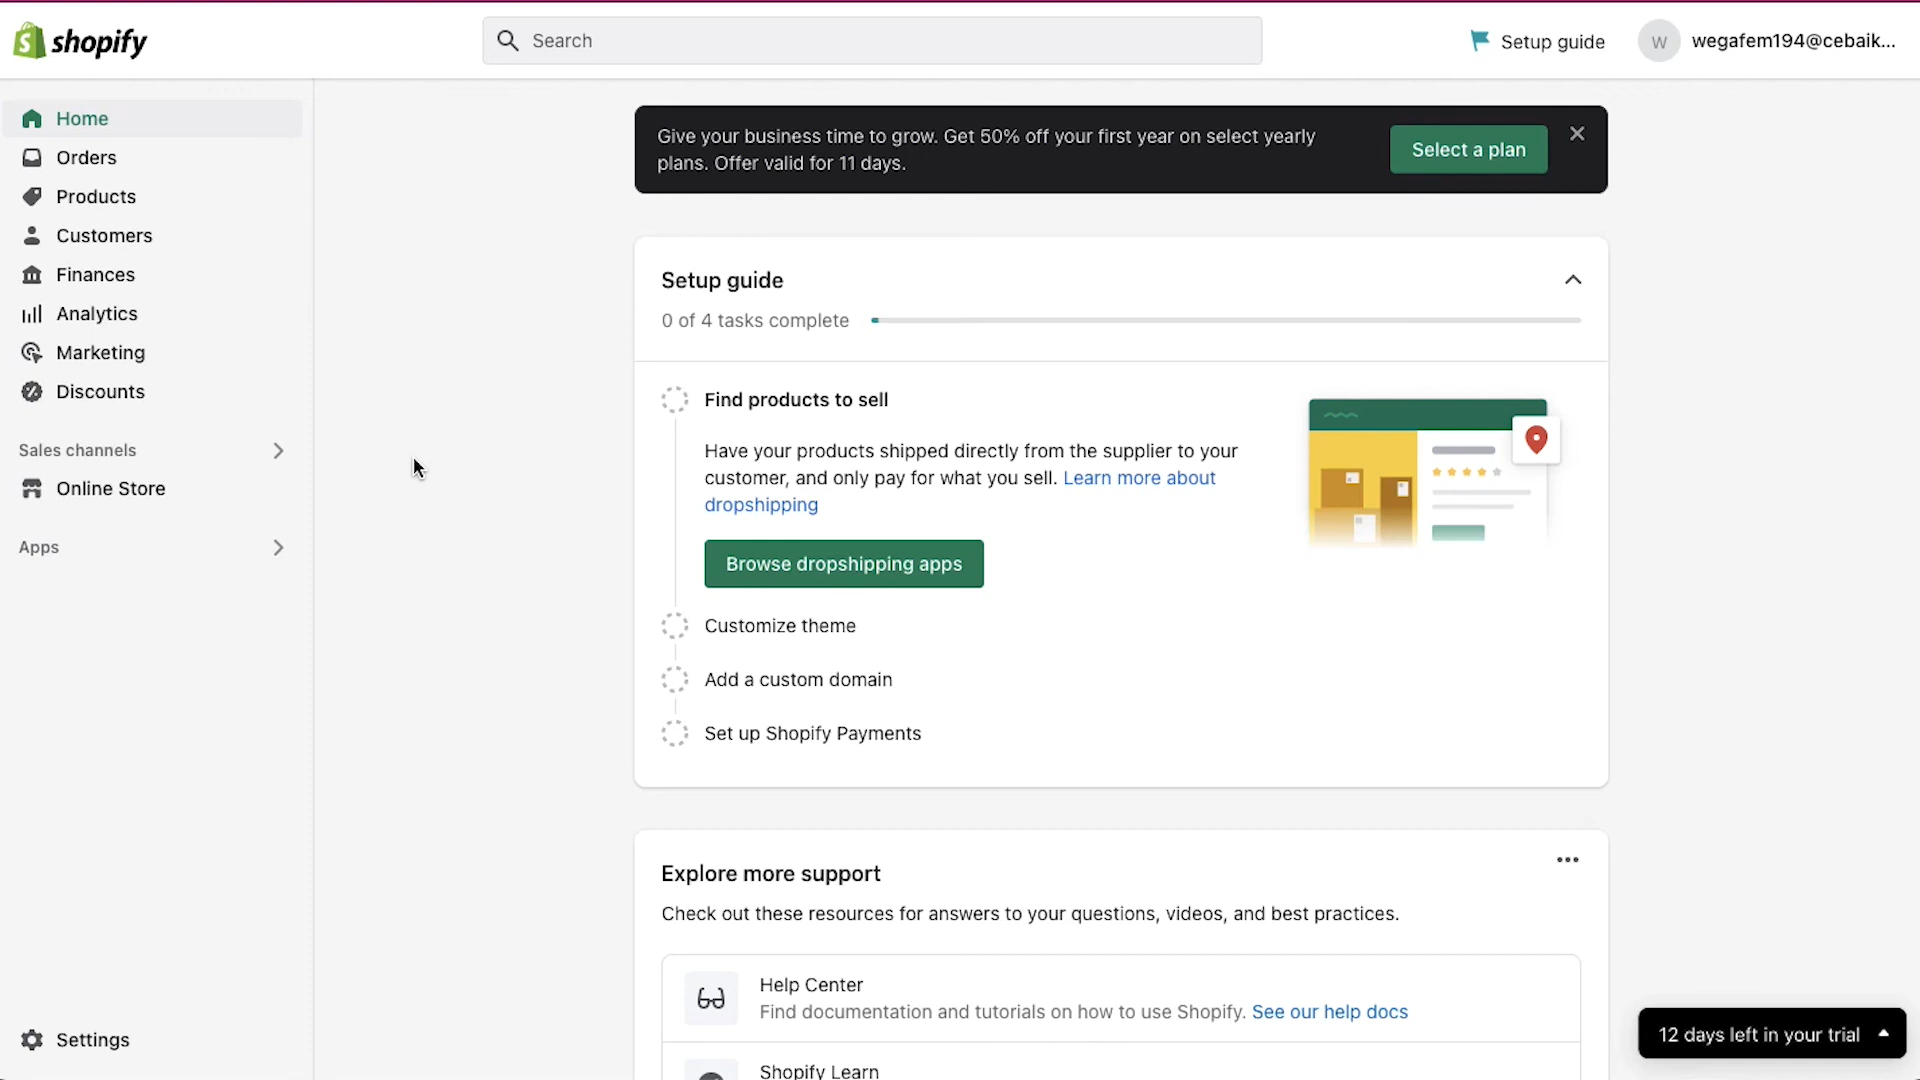 shopify
Search
Setup guide
W
wegafem194@cebaik...
Home
Orders
Products
Customers
Finances
Analytics
Marketing
Discounts
Sales channels
Online Store
Apps
Settings
Give your business time to grow. Get 50% off your first year on select yearly
plans. Offer valid for 11 days.
Select a plan
Setup guide
0 of 4 tasks complete
Find products to sell
Have your products shipped directly from the supplier to your
customer, and only pay for what you sell. Learn more about
dropshipping
Browse dropshipping apps
Customize theme
Add a custom domain
Set up Shopify Payments
Explore more support
Check out these resources for answers to your questions, videos, and best practices.
Help Center
Find documentation and tutorials on how to use Shopify. See our help docs
Shopify Learn
12 days left in your trial